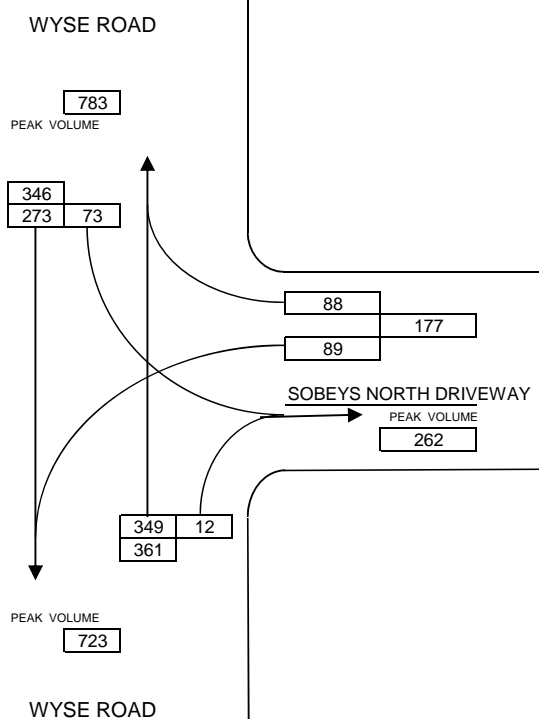 WYSE ROAD
783
PEAK VOLUME
346
273 73
88
177
89
SOBEYS NORTH DRIVEWAY
PEAK VOLUME
262
349 12
361
PEAK VOLUME
723
WYSE ROAD